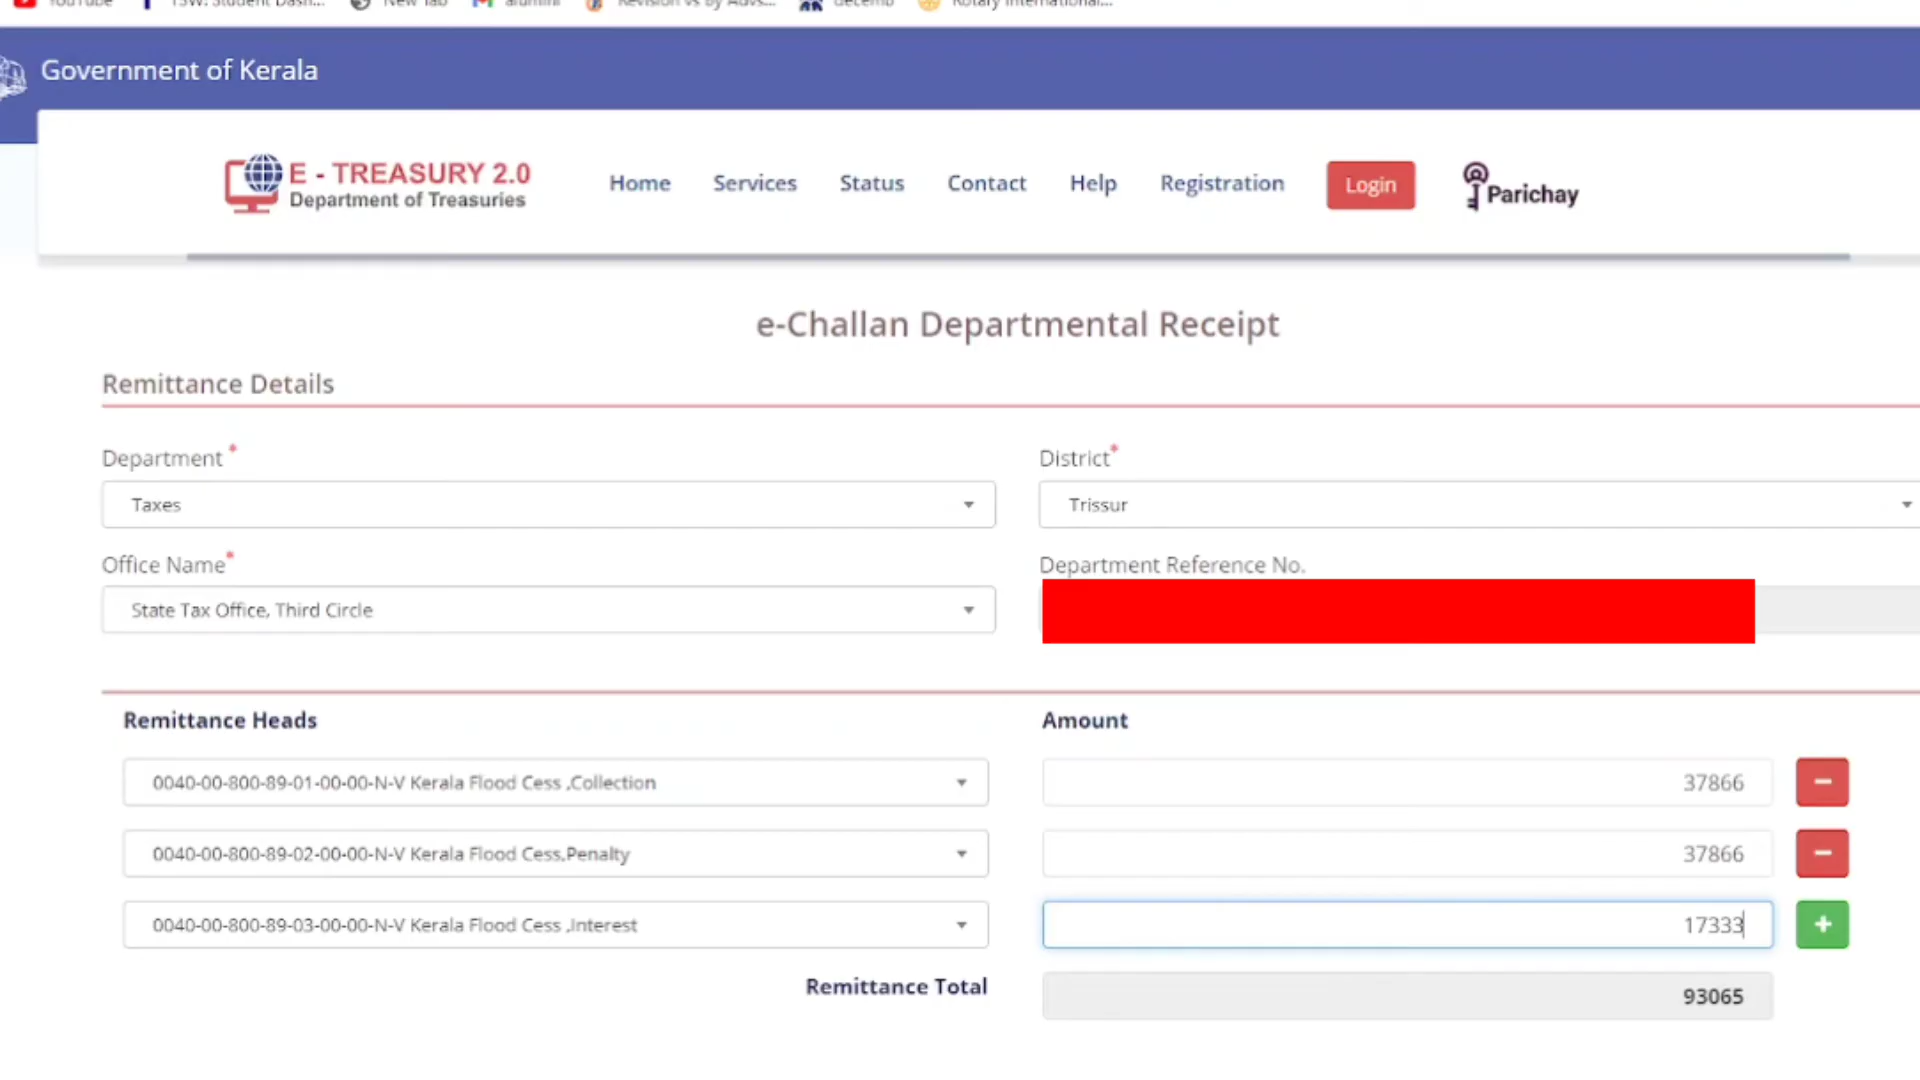 YouTube
New Tab
Government of Kerala
E - TREASURY 2.0
Department of Treasuries
Home
Services
Status
Contact
Help
Registration
Login
Parichay
e-Challan Departmental Receipt
Remittance Details
Department *
District*
Taxes
Trissur
Office Name*
Department Reference No.
State Tax Office, Third Circle
Remittance Heads
Amount
0040-00-800-89-01-00-00-N-V Kerala Flood Cess ,Collection
37866
0040-00-800-89-02-00-00-N-V Kerala Flood Cess,Penalty
37866
0040-00-800-89-03-00-00-N-V Kerala Flood Cess ,Interest
17333
Remittance Total
93065